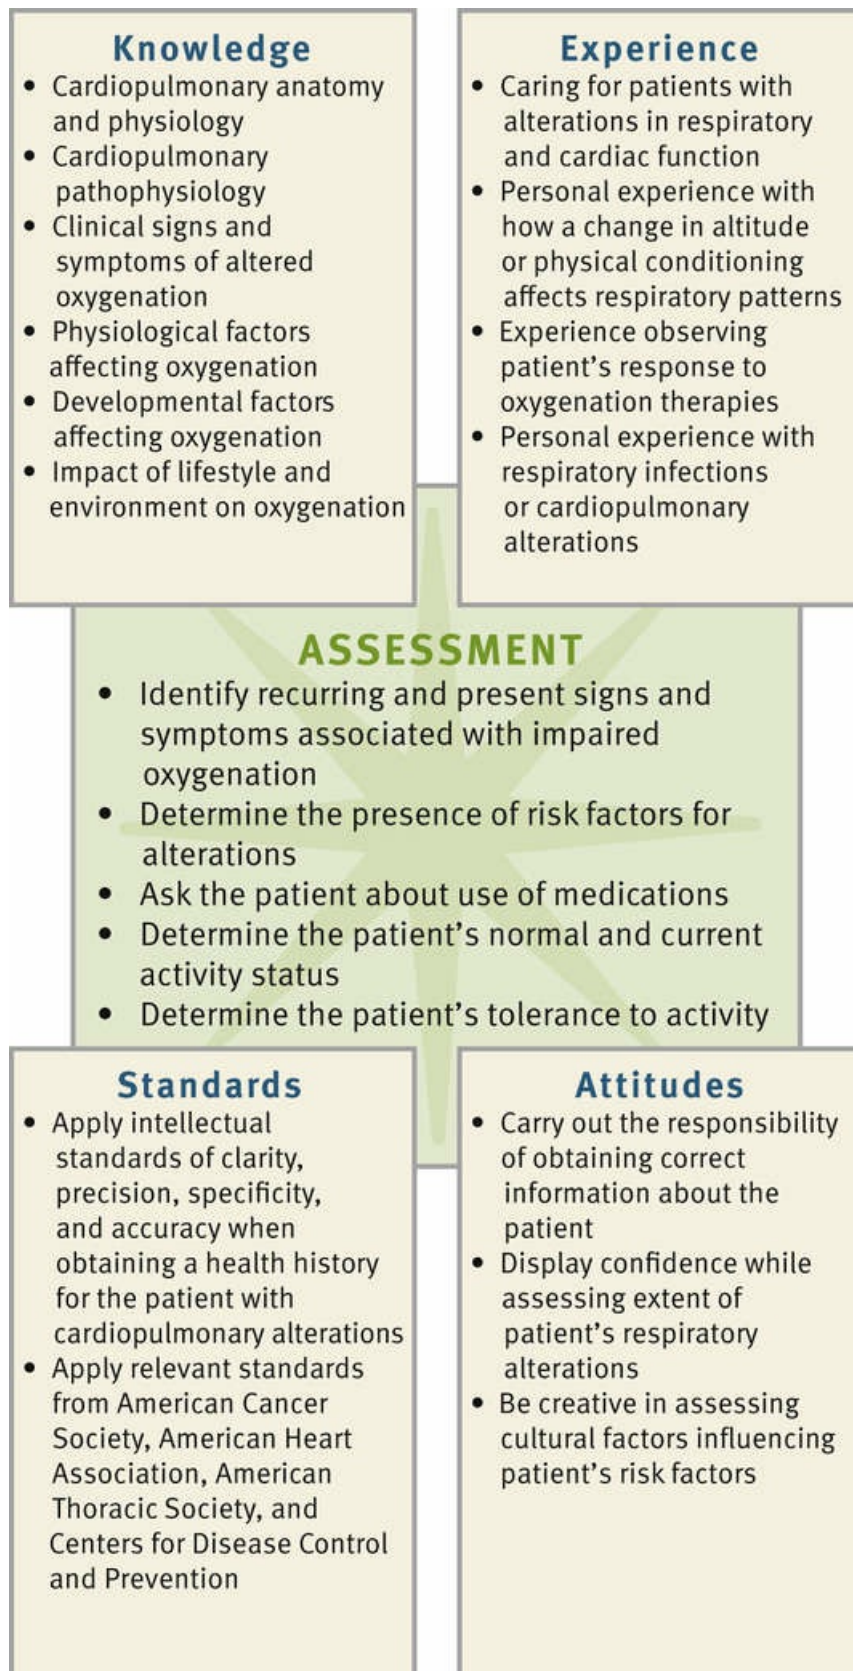 Knowledge
• Cardiopulmonary anatomy
and physiology
• Cardiopulmonary
pathophysiology
• Clinical signs and
symptoms of altered
oxygenation
• Physiological factors
affecting oxygenation
• Developmental factors
affecting oxygenation
• Impact of lifestyle and
environment on oxygenation
Experience
• Caring for patients with
alterations in respiratory
and cardiac function
• Personal experience with
how a change in altitude
or physical conditioning
affects respiratory patterns
• Experience observing
patient’s response to
oxygenation therapies
• Personal experience with
respiratory infections
or cardiopulmonary
alterations
ASSESSMENT
• Identify recurring and present signs and
symptoms associated with impaired
oxygenation
• Determine the presence of risk factors for
alterations
• Ask the patient about use of medications
• Determine the patient’s normal and current
activity status
• Determine the patient’s tolerance to activity
Standards
• Apply intellectual
standards of clarity,
precision, specificity,
and accuracy when
obtaining a health history
for the patient with
cardiopulmonary alterations
• Apply relevant standards
from American Cancer
Society, American Heart
Association, American
Thoracic Society, and
Centers for Disease Control
and Prevention
Attitudes
• Carry out the responsibility
of obtaining correct
information about the
patient
• Display confidence while
assessing extent of
patient’s respiratory
alterations
• Be creative in assessing
cultural factors influencing
patient’s risk factors